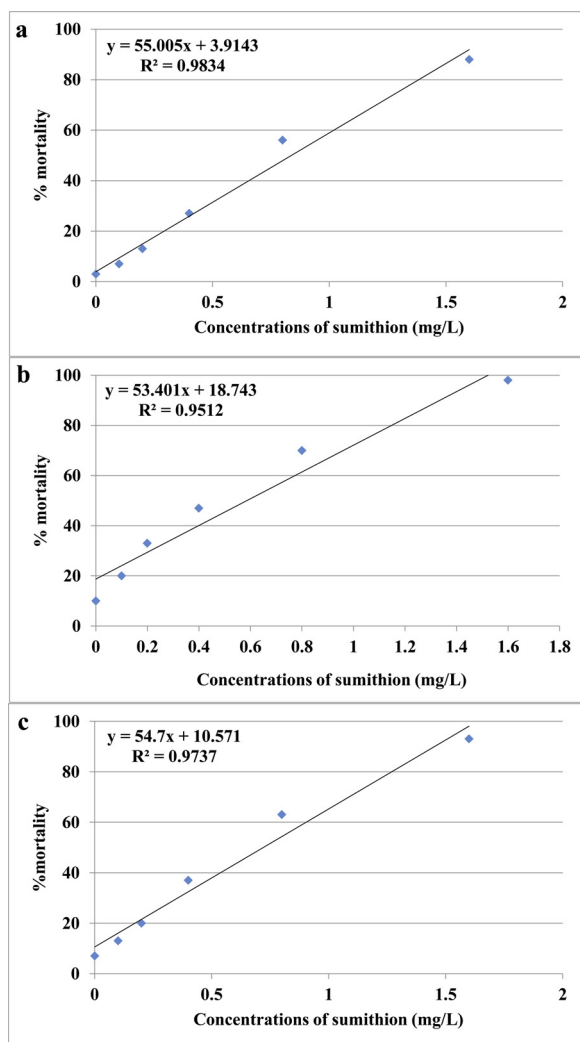 a
y = 55.005x + 3.9143
R² = 0.9834
% mortality
100
80
60
40
20
0
0 0.5 1 1.5 2
Concentrations of sumithion (mg/L)
b
y = 53.401x + 18.743
R² = 0.9512
% mortality
100
80
60
40
20
0
0 0.2 0.4 0.6 0.8 1 1.2 1.4 1.6 1.8
Concentrations of sumithion (mg/L)
c
y = 54.7x + 10.571
R² = 0.9737
%mortality
100
80
60
40
20
0
0 0.5 1 1.5 2
Concentrations of sumithion (mg/L)